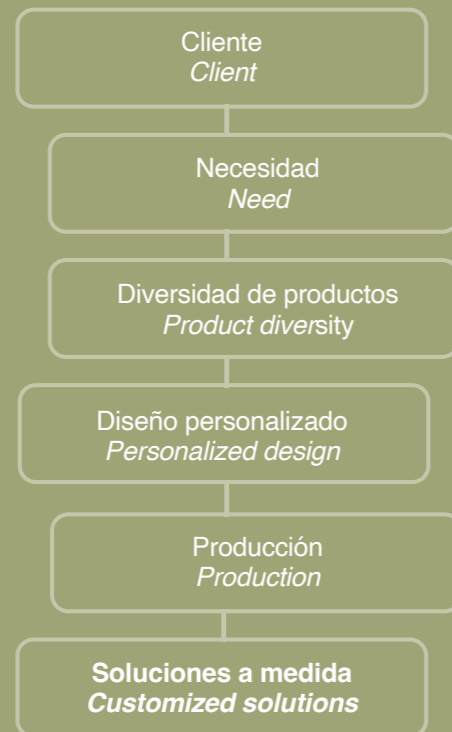 Cliente
Client
Necesidad
Need
Diversidad de productos
Product diversity
Diseño personalizado
Personalized design
Producción
Production
Soluciones a medida
Customized solutions